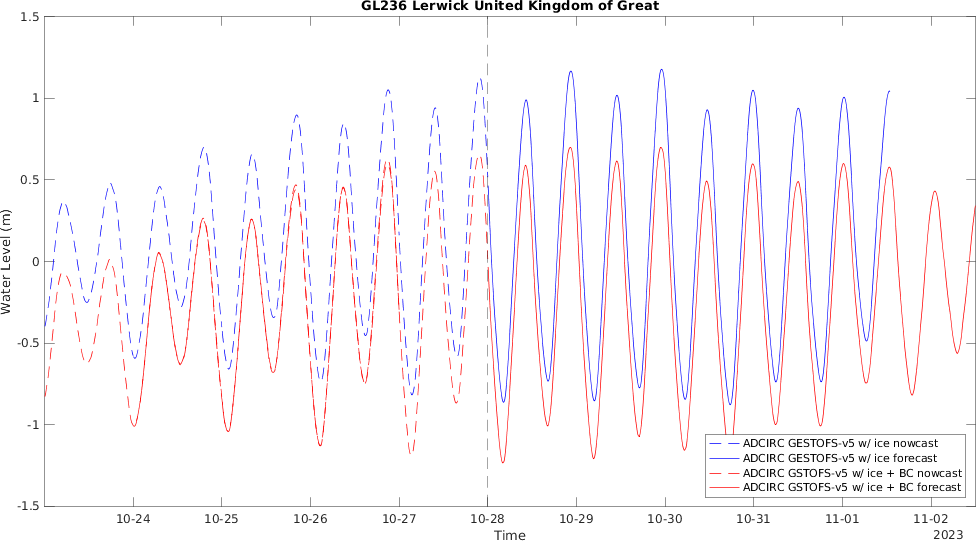 GL236 Lerwick United Kingdom of Great
1.5
1
0.5
0
-0.5
-1
-1.5
Water Level (m)
10-24
10-25
10-26
10-27
10-28
10-29
10-30
10-31
11-01
11-02
Time
2023
ADCIRC GESTOFS-v5 w/ ice nowcast
ADCIRC GESTOFS-v5 w/ ice forecast
ADCIRC GSTOFS-v5 w/ ice + BC nowcast
ADCIRC GSTOFS-v5 w/ ice + BC forecast